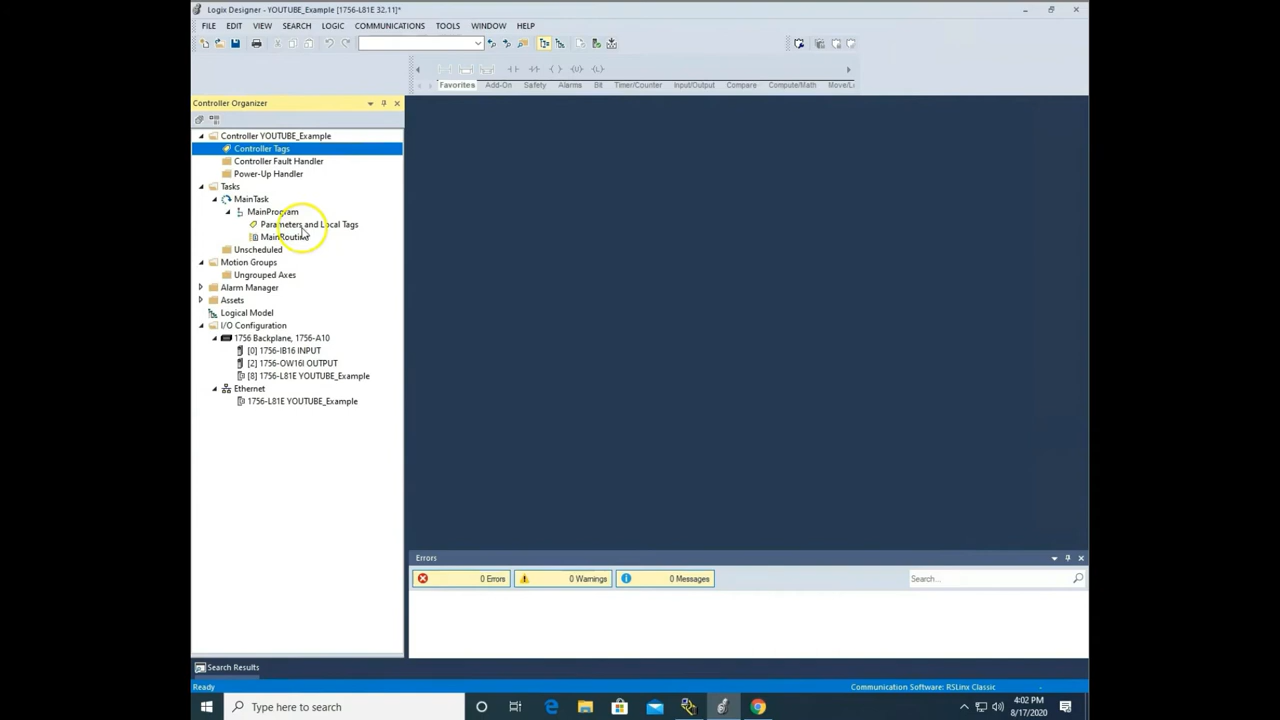 Logix Designer - YOUTUBE_Example [1756-L81E 32.11]*
FILE EDIT VIEW SEARCH LOGIC COMMUNICATIONS TOOLS WINDOW HELP
Favorites Add-On Safety Alarms Bit Timer/Counter Input/Output Compare Compute/Math Move/L
Controller Organizer
Controller YOUTUBE_Example
Controller Tags
Controller Fault Handler
Power-Up Handler
Tasks
MainTask
MainProgram
Parameters and Local Tags
MainRoutine
Unscheduled
Motion Groups
Ungrouped Axes
Alarm Manager
Assets
Logical Model
I/O Configuration
1756 Backplane, 1756-A10
[0] 1756-IB16 INPUT
[2] 1756-OW16I OUTPUT
[8] 1756-L81E YOUTUBE_Example
Ethernet
1756-L81E YOUTUBE_Example
Errors
0 Errors 0 Warnings 0 Messages Search...
Search Results
Ready Communication Software: RSLinx Classic
Type here to search
4:02 PM
8/17/2020